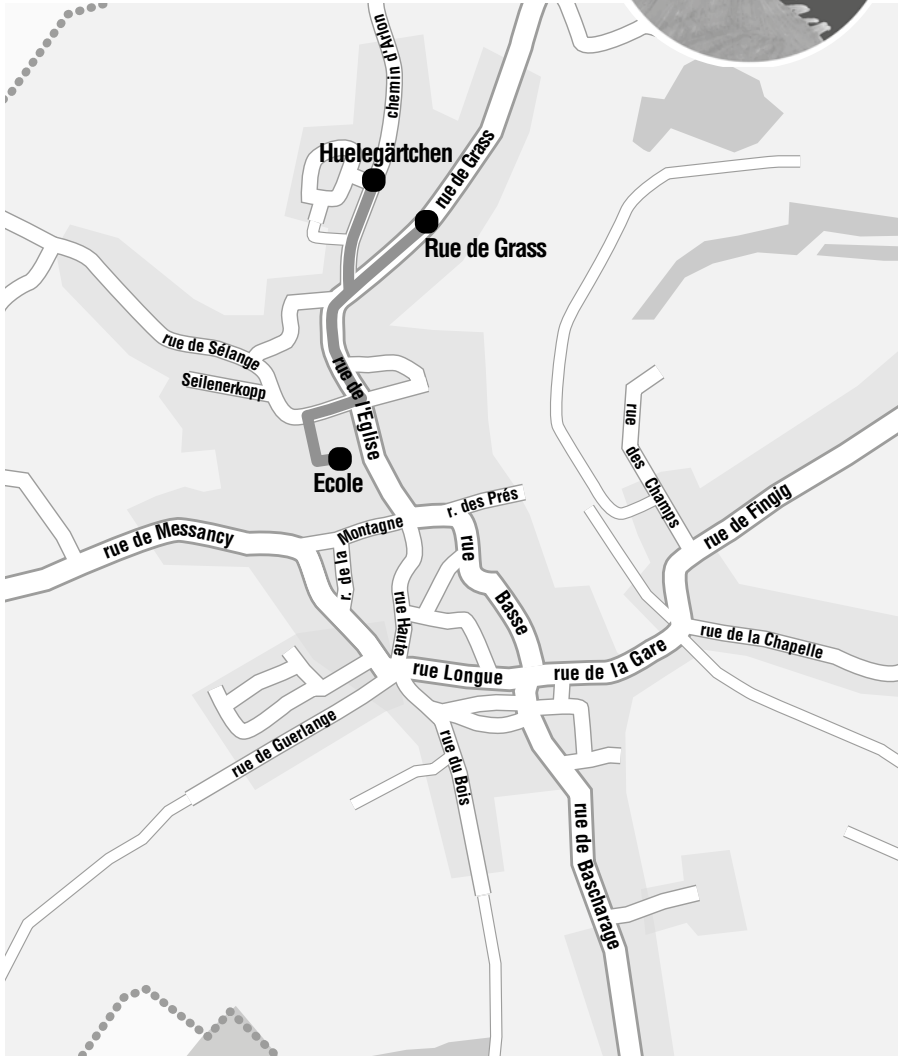 chemin d'Arlon
Huelegärtchen
rue de Grass
Rue de Grass
rue de Sélange
Seilenerkopp
rue de l'Eglise
rue
des
Champs
Ecole
r. des Prés
Montagne
r. de la
rue de Messancy
rue
Basse
rue de Fingig
rue Haute
rue de la Chapelle
rue Longue
rue de la Gare
rue de Guerlange
rue du Bois
rue de Bascharage